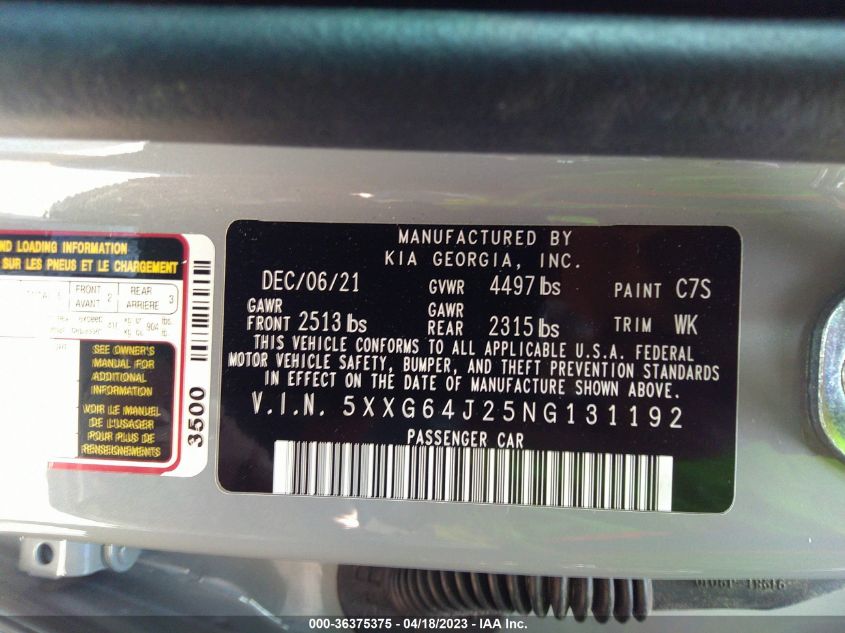 ND LOADING INFORMATION
SUR LES PNEUS ET LE CHARGEMENT
FRONT
AVANT 2
REAR
ARRIÈRE 3
SEE OWNER'S
MANUAL FOR
ADDITIONAL
INFORMATION
VOIR LE MANUEL
DE L'USAGER
POUR PLUS DE
RENSEIGNEMENTS
3500
MANUFACTURED BY
KIA GEORGIA, INC.
DEC/06/21 GVWR 4497 lbs PAINT C7S
GAWR FRONT 2513 lbs GAWR REAR 2315 lbs TRIM WK
THIS VEHICLE CONFORMS TO ALL APPLICABLE U.S.A. FEDERAL
MOTOR VEHICLE SAFETY, BUMPER, AND THEFT PREVENTION STANDARDS
IN EFFECT ON THE DATE OF MANUFACTURE SHOWN ABOVE.
V.I.N. 5XXG64J25NG131192
PASSENGER CAR
000-36375375 - 04/18/2023 - IAA Inc.